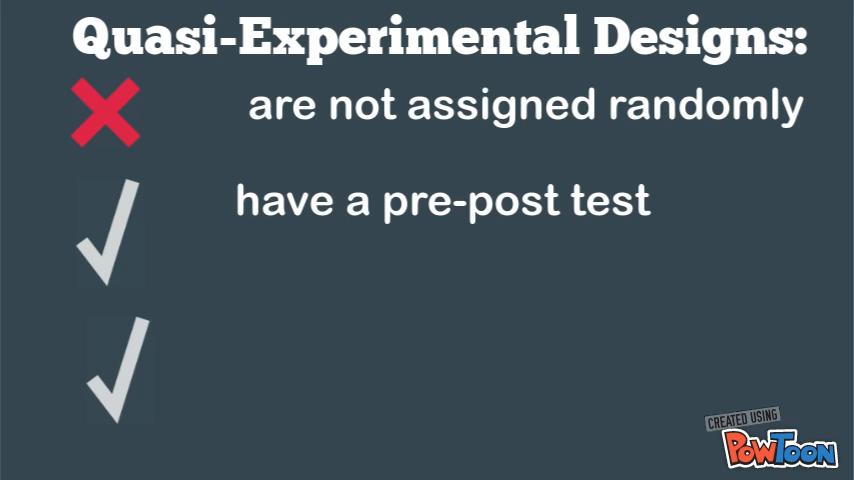 Quasi-Experimental Designs:
are not assigned randomly
have a pre-post test
CREATED USING
POWTOON